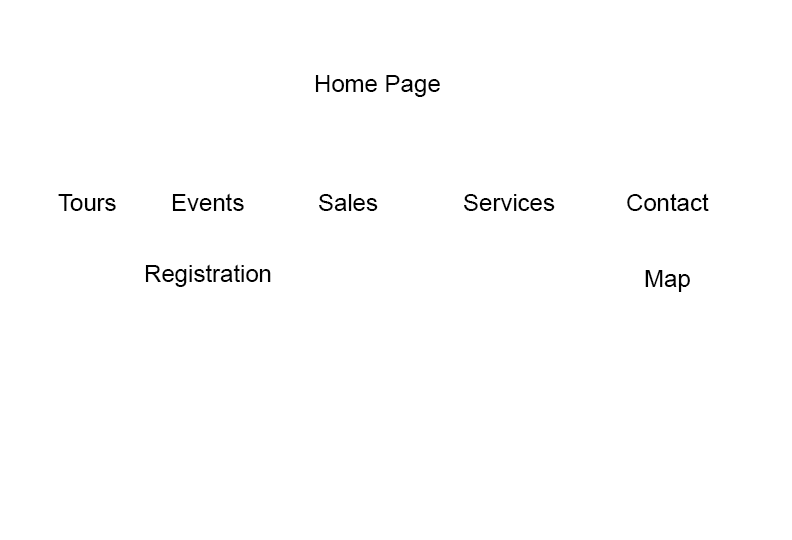 Home Page
Tours Events Sales Services Contact
Registration Map